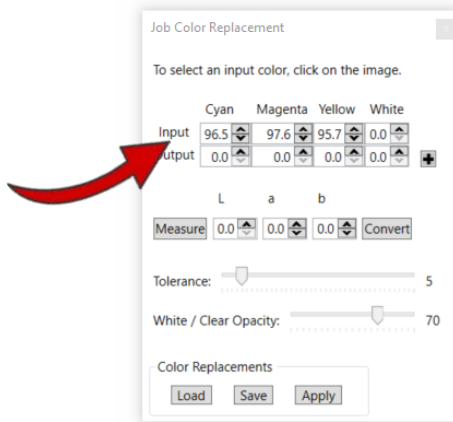 Job Color Replacement
To select an input color, click on the image.
Cyan Magenta Yellow White
Input 96.5 97.6 95.7 0.0
Output 0.0 0.0 0.0 0.0
L a b
Measure 0.0 0.0 0.0 Convert
Tolerance: 5
White / Clear Opacity: 70
Color Replacements
Load Save Apply